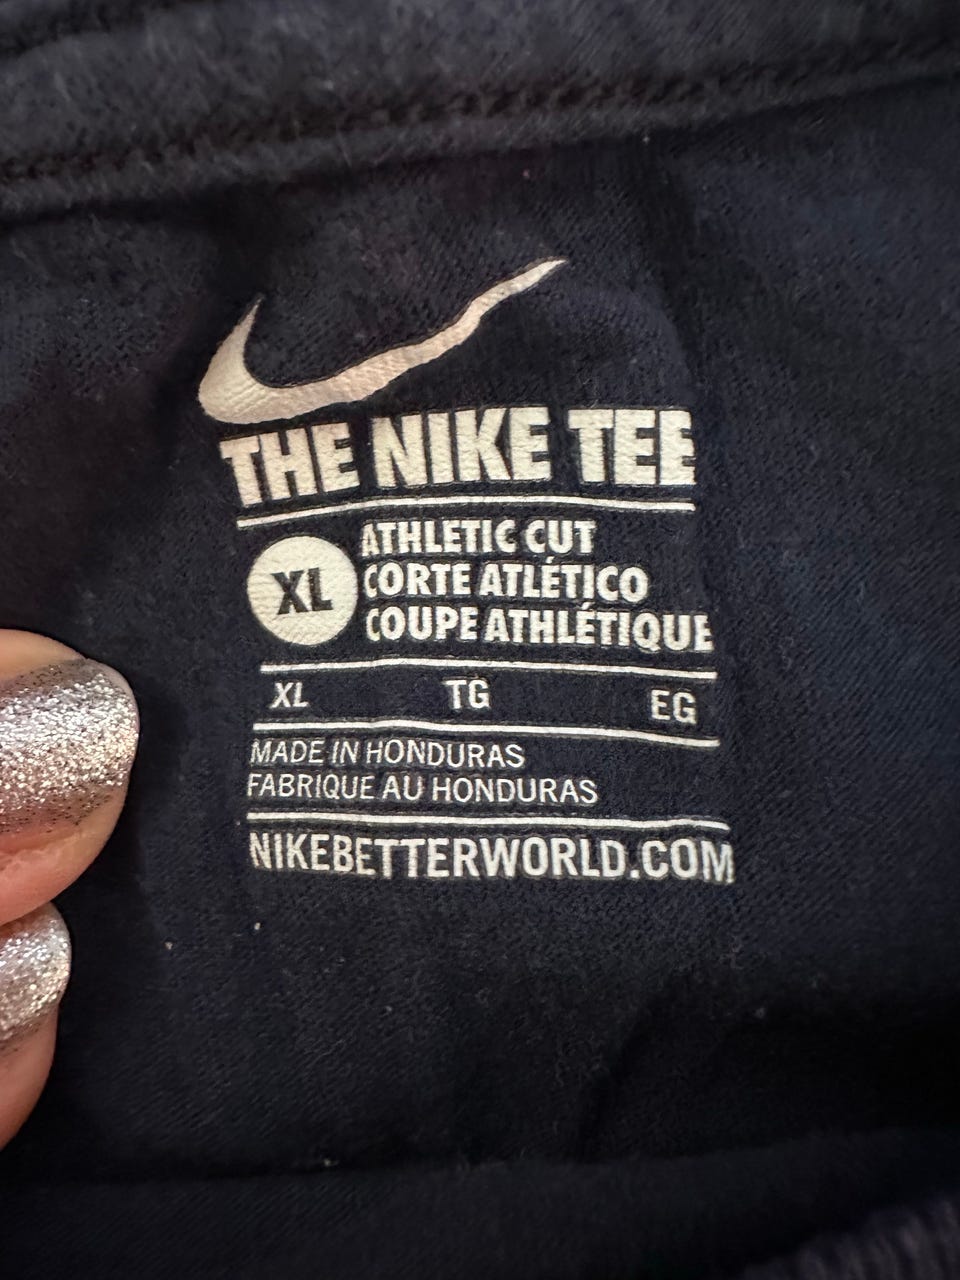 THE NIKE TEE
XL
ATHLETIC CUT
CORTE ATLÉTICO
COUPE ATHLÉTIQUE
XL TG EG
MADE IN HONDURAS
FABRIQUE AU HONDURAS
NIKEBETTERWORLD.COM